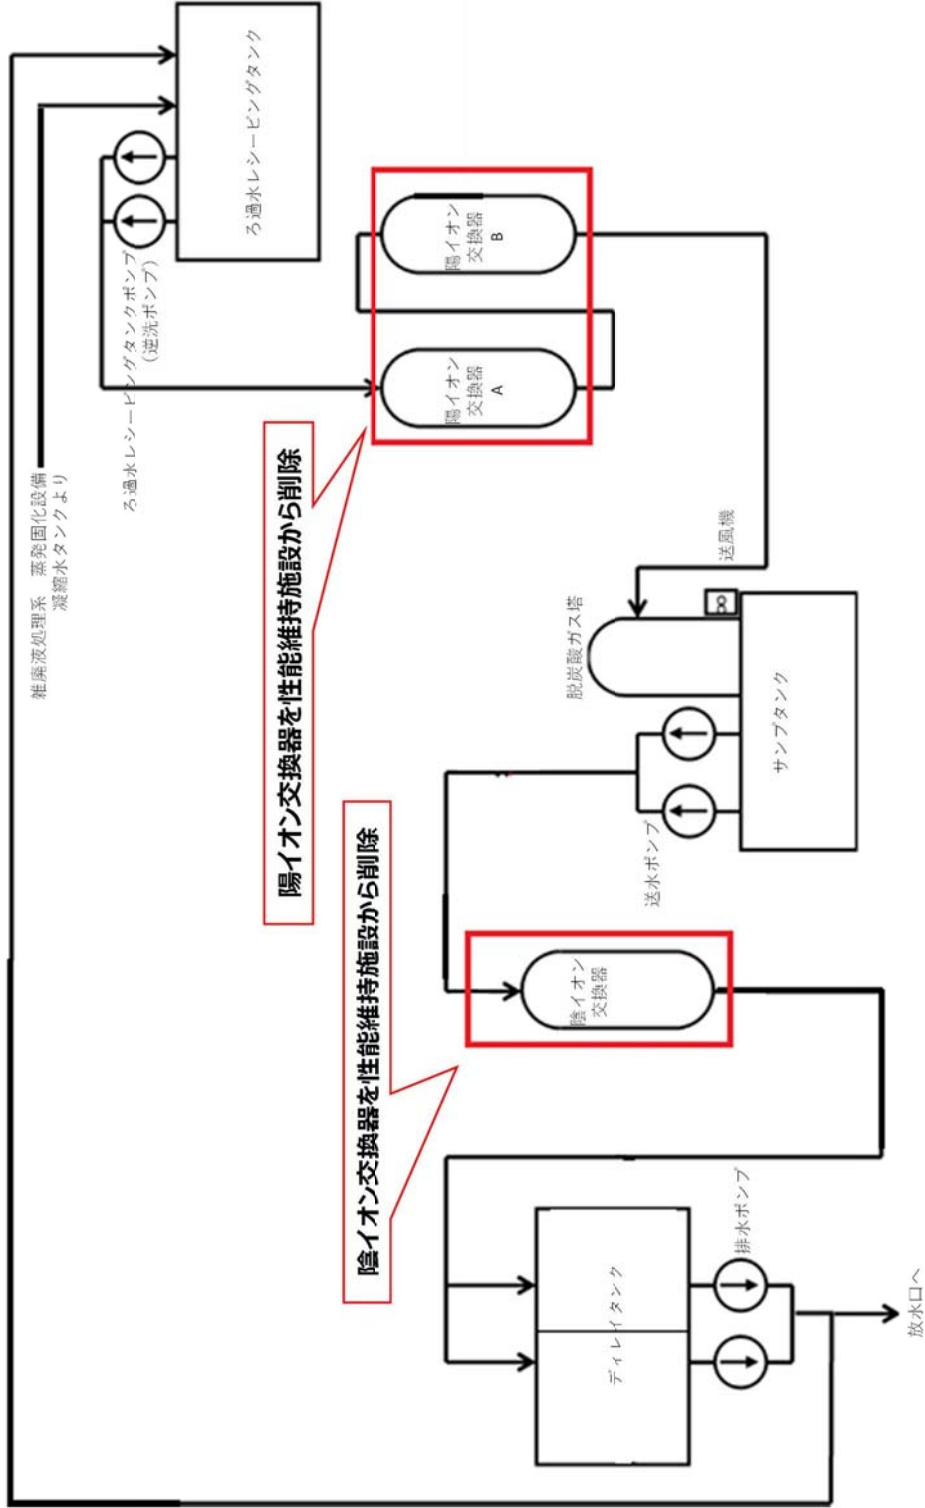 雑廃液処理系　蒸発固化設備
凝縮水タンクより
ろ過水レシービングタンクポンプ
（逆洗ポンプ）
ろ過水レシービングタンク
陽イオン交換器を性能維持施設から削除
陽イオン
交換器
A
陽イオン
交換器
B
陰イオン交換器を性能維持施設から削除
脱炭酸ガス塔
送風機
送水ポンプ
サンプタンク
陰イオン
交換器
ディレイタンク
排水ポンプ
放水口へ